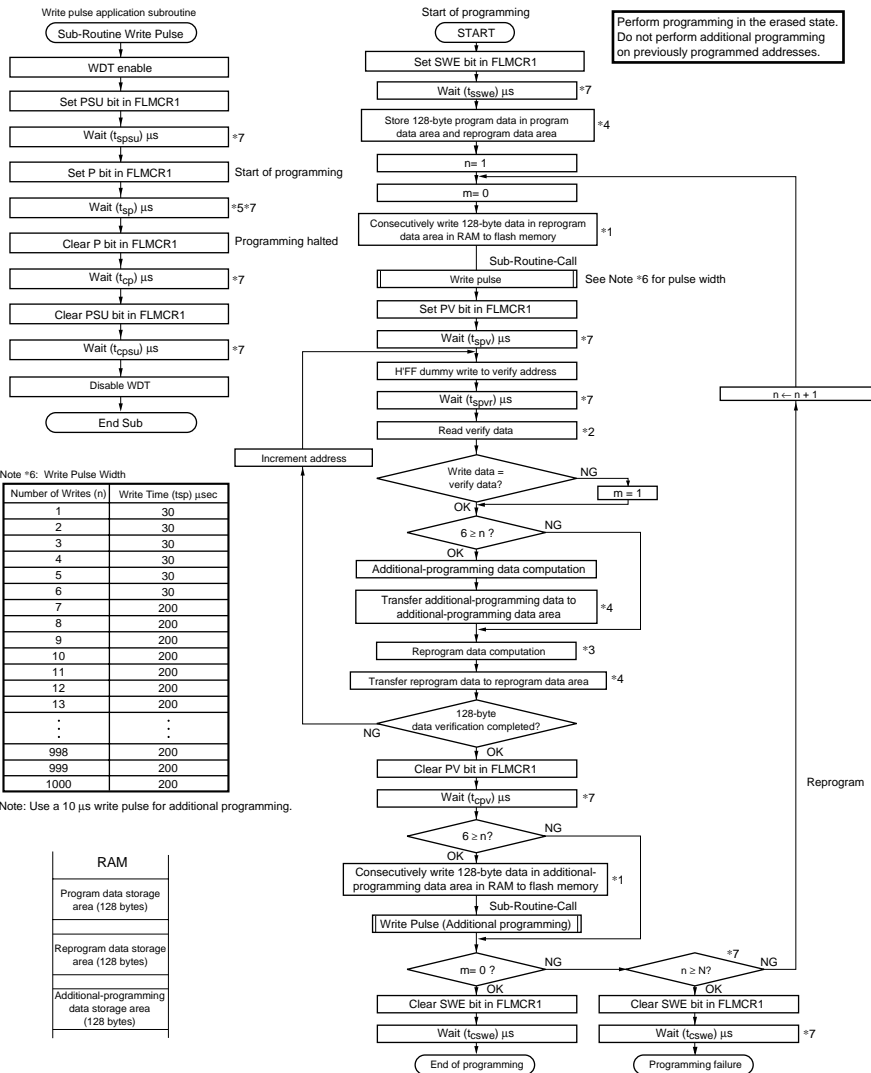 Write pulse application subroutine
Sub-Routine Write Pulse
WDT enable
Set PSU bit in FLMCR1
Wait (tspsu) µs
*7
Set P bit in FLMCR1
Start of programming
Wait (tsp) µs
*5*7
Clear P bit in FLMCR1
Programming halted
Wait (tcp) µs
*7
Clear PSU bit in FLMCR1
Wait (tcpsu) µs
*7
Disable WDT
End Sub
Note *6: Write Pulse Width
Number of Writes (n) Write Time (tsp) µsec
1 30
2 30
3 30
4 30
5 30
6 30
7 200
8 200
9 200
10 200
11 200
12 200
13 200
998 200
999 200
1000 200
Note: Use a 10 µs write pulse for additional programming.
RAM
Program data storage
area (128 bytes)
Reprogram data storage
area (128 bytes)
Additional-programming
data storage area
(128 bytes)
Start of programming
START
Set SWE bit in FLMCR1
Wait (tsswe) µs
*7
Store 128-byte program data in program
data area and reprogram data area
*4
n= 1
m= 0
Consecutively write 128-byte data in reprogram
data area in RAM to flash memory
*1
Sub-Routine-Call
Write pulse
See Note *6 for pulse width
Set PV bit in FLMCR1
Wait (tspv) µs
*7
H'FF dummy write to verify address
Wait (tspvr) µs
*7
Read verify data
*2
Increment address
Write data =
verify data?
NG
m = 1
OK
6 ≥ n ?
NG
OK
Additional-programming data computation
Transfer additional-programming data to
additional-programming data area
*4
Reprogram data computation
*3
Transfer reprogram data to reprogram data area
*4
128-byte
data verification completed?
NG
OK
Clear PV bit in FLMCR1
Wait (tcpv) µs
*7
6 ≥ n?
NG
OK
Consecutively write 128-byte data in additional-
programming data area in RAM to flash memory
*1
Sub-Routine-Call
Write Pulse (Additional programming)
m= 0 ?
NG
OK
Clear SWE bit in FLMCR1
Wait (tcswe) µs
End of programming
*7
n ≥ N?
NG
OK
Clear SWE bit in FLMCR1
Wait (tcswe) µs
*7
Programming failure
n ← n + 1
Reprogram
Perform programming in the erased state.
Do not perform additional programming
on previously programmed addresses.